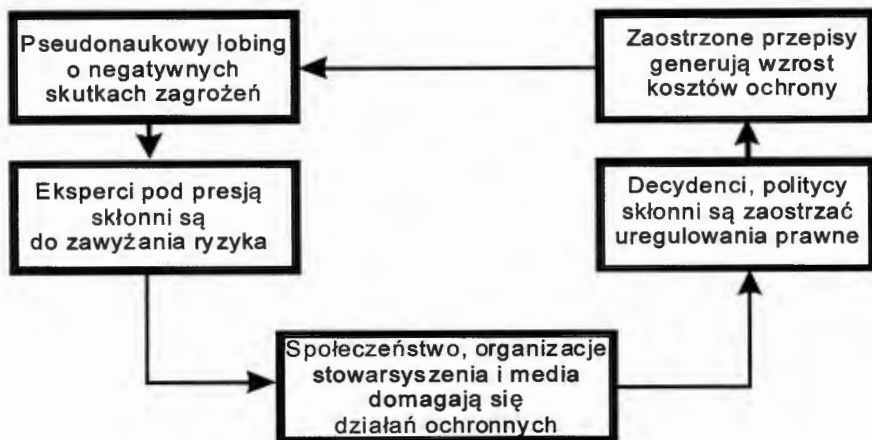 Pseudonaukowy lobing
o negatywnych
skutkach zagrożeń
Eksperci pod presją
skłonni są
do zawyżania ryzyka
Społeczeństwo, organizacje
stowarsyszenia i media
domagają się
działań ochronnych
Decydenci, politycy
skłonni są zaostrzać
uregulowania prawne
Zaostrzone przepisy
generują wzrost
kosztów ochrony